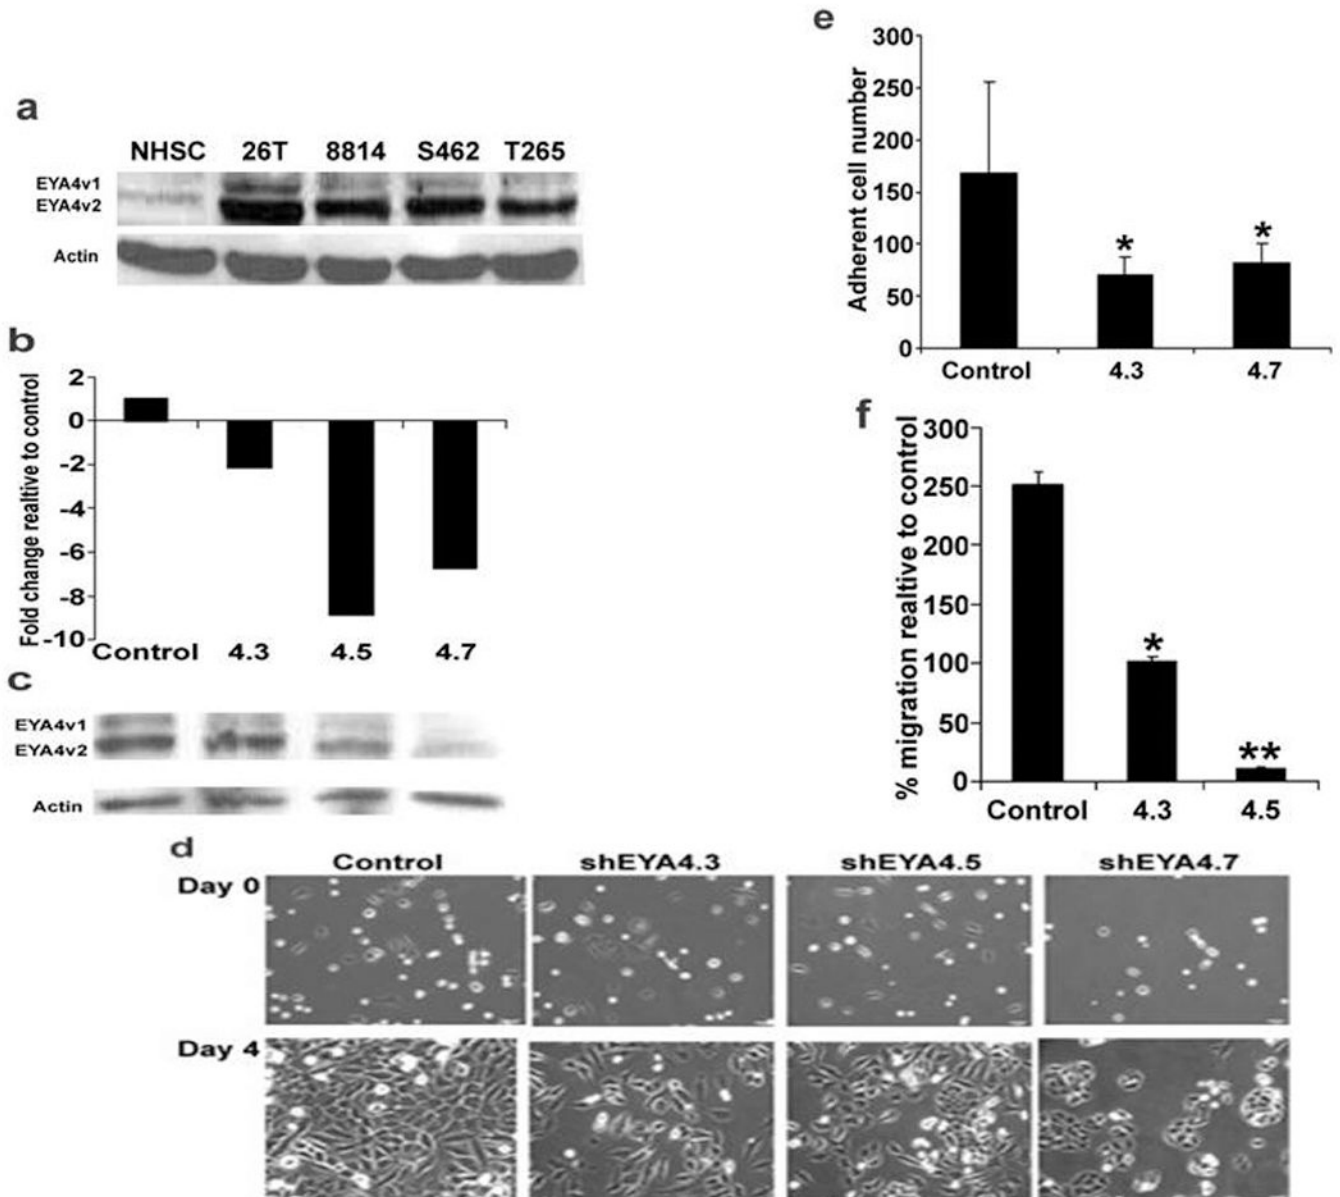 a
NHSC 26T 8814 S462 T265
EYA4v1
EYA4v2
Actin
b
Fold change realtive to control
2
0
-2
-4
-6
-8
-10
Control 4.3 4.5 4.7
c
EYA4v1
EYA4v2
Actin
d
Control shEYA4.3 shEYA4.5 shEYA4.7
Day 0
Day 4
e
Adherent cell number
300
250
200
150
100
50
0
* *
Control 4.3 4.7
f
% migration realtive to control
300
250
200
150
100
50
0
* **
Control 4.3 4.5